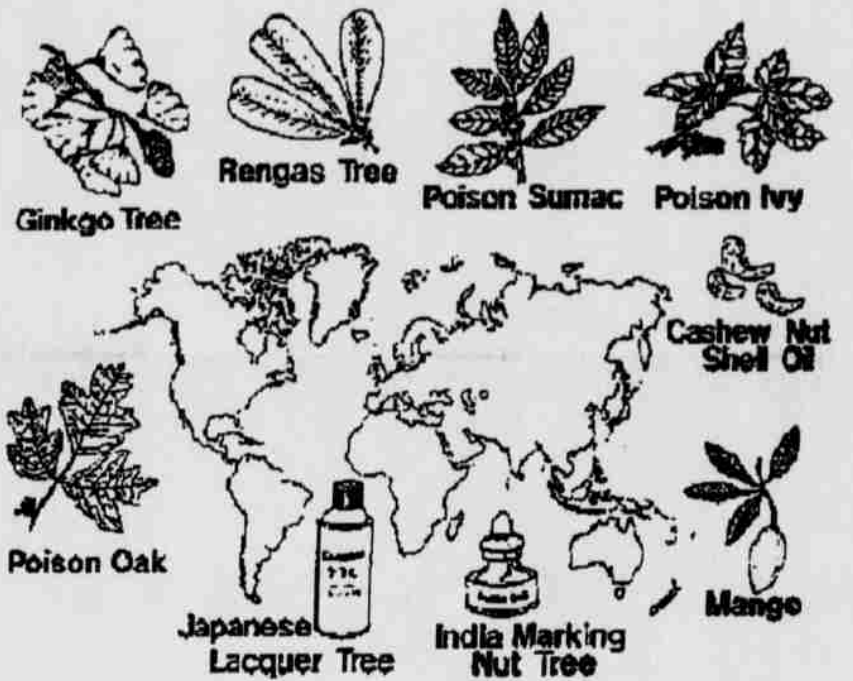 Ginkgo Tree
Rengas Tree
Poison Sumac
Poison Ivy
Cashew Nut
Shell Oil
Poison Oak
Mango
Japanese
Lacquer Tree
India Marking
Nut Tree